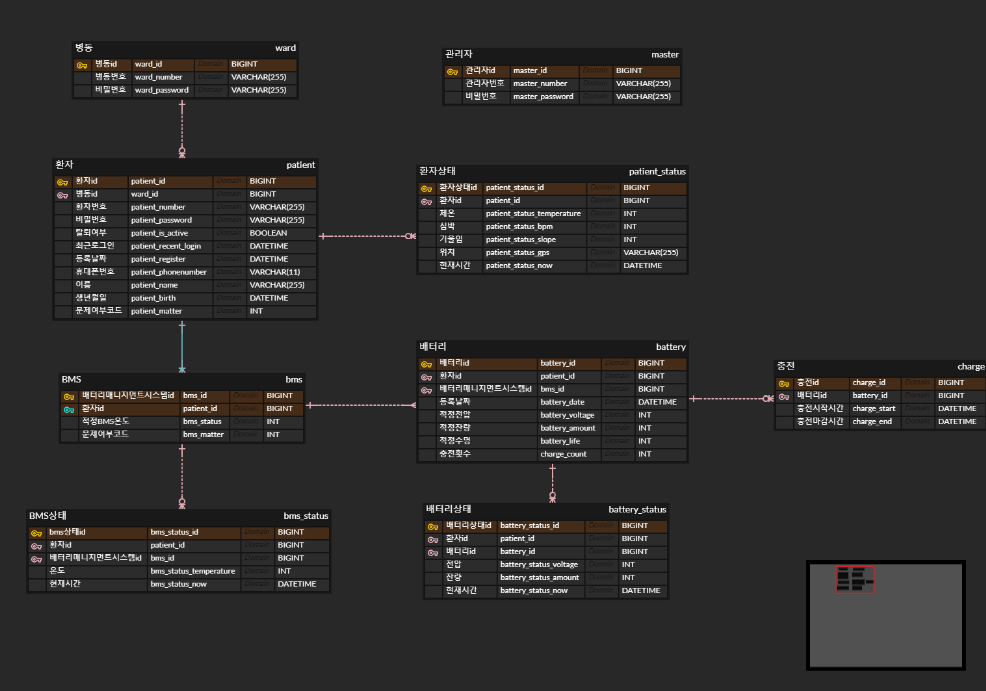 병동 ward
병동id ward_id Domain BIGINT
병동번호 ward_number Domain VARCHAR(255)
비밀번호 ward_password Domain VARCHAR(255)
관리자 master
관리자id master_id Domain BIGINT
관리자번호 master_number Domain VARCHAR(255)
비밀번호 master_password Domain VARCHAR(255)
환자 patient
환자id patient_id Domain BIGINT
병동id ward_id Domain BIGINT
환자번호 patient_number Domain VARCHAR(255)
비밀번호 patient_password Domain VARCHAR(255)
탈퇴여부 patient_is_active Domain BOOLEAN
최근로그인 patient_recent_login Domain DATETIME
등록날짜 patient_register Domain DATETIME
휴대폰번호 patient_phonenumber Domain VARCHAR(11)
이름 patient_name Domain VARCHAR(255)
생년월일 patient_birth Domain DATETIME
문제여부코드 patient_matter Domain INT
환자상태 patient_status
환자상태id patient_status_id Domain BIGINT
환자id patient_id Domain BIGINT
체온 patient_status_temperature Domain INT
심박 patient_status_bpm Domain INT
기울임 patient_status_slope Domain INT
위치 patient_status_gps Domain VARCHAR(255)
현재시간 patient_status_now Domain DATETIME
BMS bms
배터리매니지먼트시스템id bms_id Domain BIGINT
환자id patient_id Domain BIGINT
적정BMS온도 bms_status Domain INT
문제여부코드 bms_matter Domain INT
배터리 battery
배터리id battery_id Domain BIGINT
환자id patient_id Domain BIGINT
배터리매니지먼트시스템id bms_id Domain BIGINT
등록날짜 battery_date Domain DATETIME
적정전압 battery_voltage Domain INT
적정잔량 battery_amount Domain INT
적정수명 battery_life Domain INT
충전횟수 charge_count Domain INT
충전 charge
충전id charge_id Domain BIGINT
배터리id battery_id Domain BIGINT
충전시작시간 charge_start Domain DATETIME
충전마감시간 charge_end Domain DATETIME
BMS상태 bms_status
bms상태id bms_status_id Domain BIGINT
환자id patient_id Domain BIGINT
배터리매니지먼트시스템id bms_id Domain BIGINT
온도 bms_status_temperature Domain INT
현재시간 bms_status_now Domain DATETIME
배터리상태 battery_status
배터리상태id battery_status_id Domain BIGINT
환자id patient_id Domain BIGINT
배터리id battery_id Domain BIGINT
전압 battery_status_voltage Domain INT
잔량 battery_status_amount Domain INT
현재시간 battery_status_now Domain DATETIME